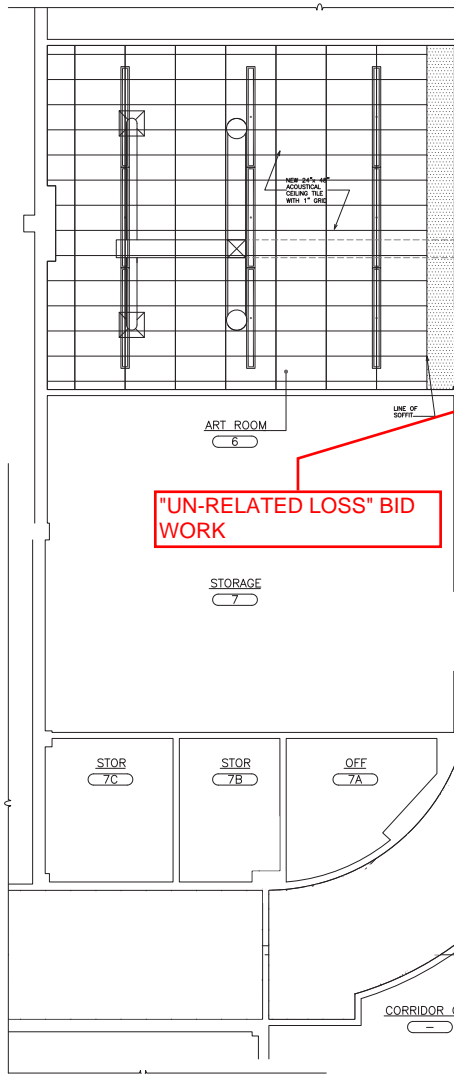 NEW 24"x 48"
ACOUSTICAL
CEILING TILE
WITH 1" GRID
LINE OF
SOFFIT
ART ROOM
6
"UN-RELATED LOSS" BID
WORK
STORAGE
7
STOR
7C
STOR
7B
OFF
7A
CORRIDOR